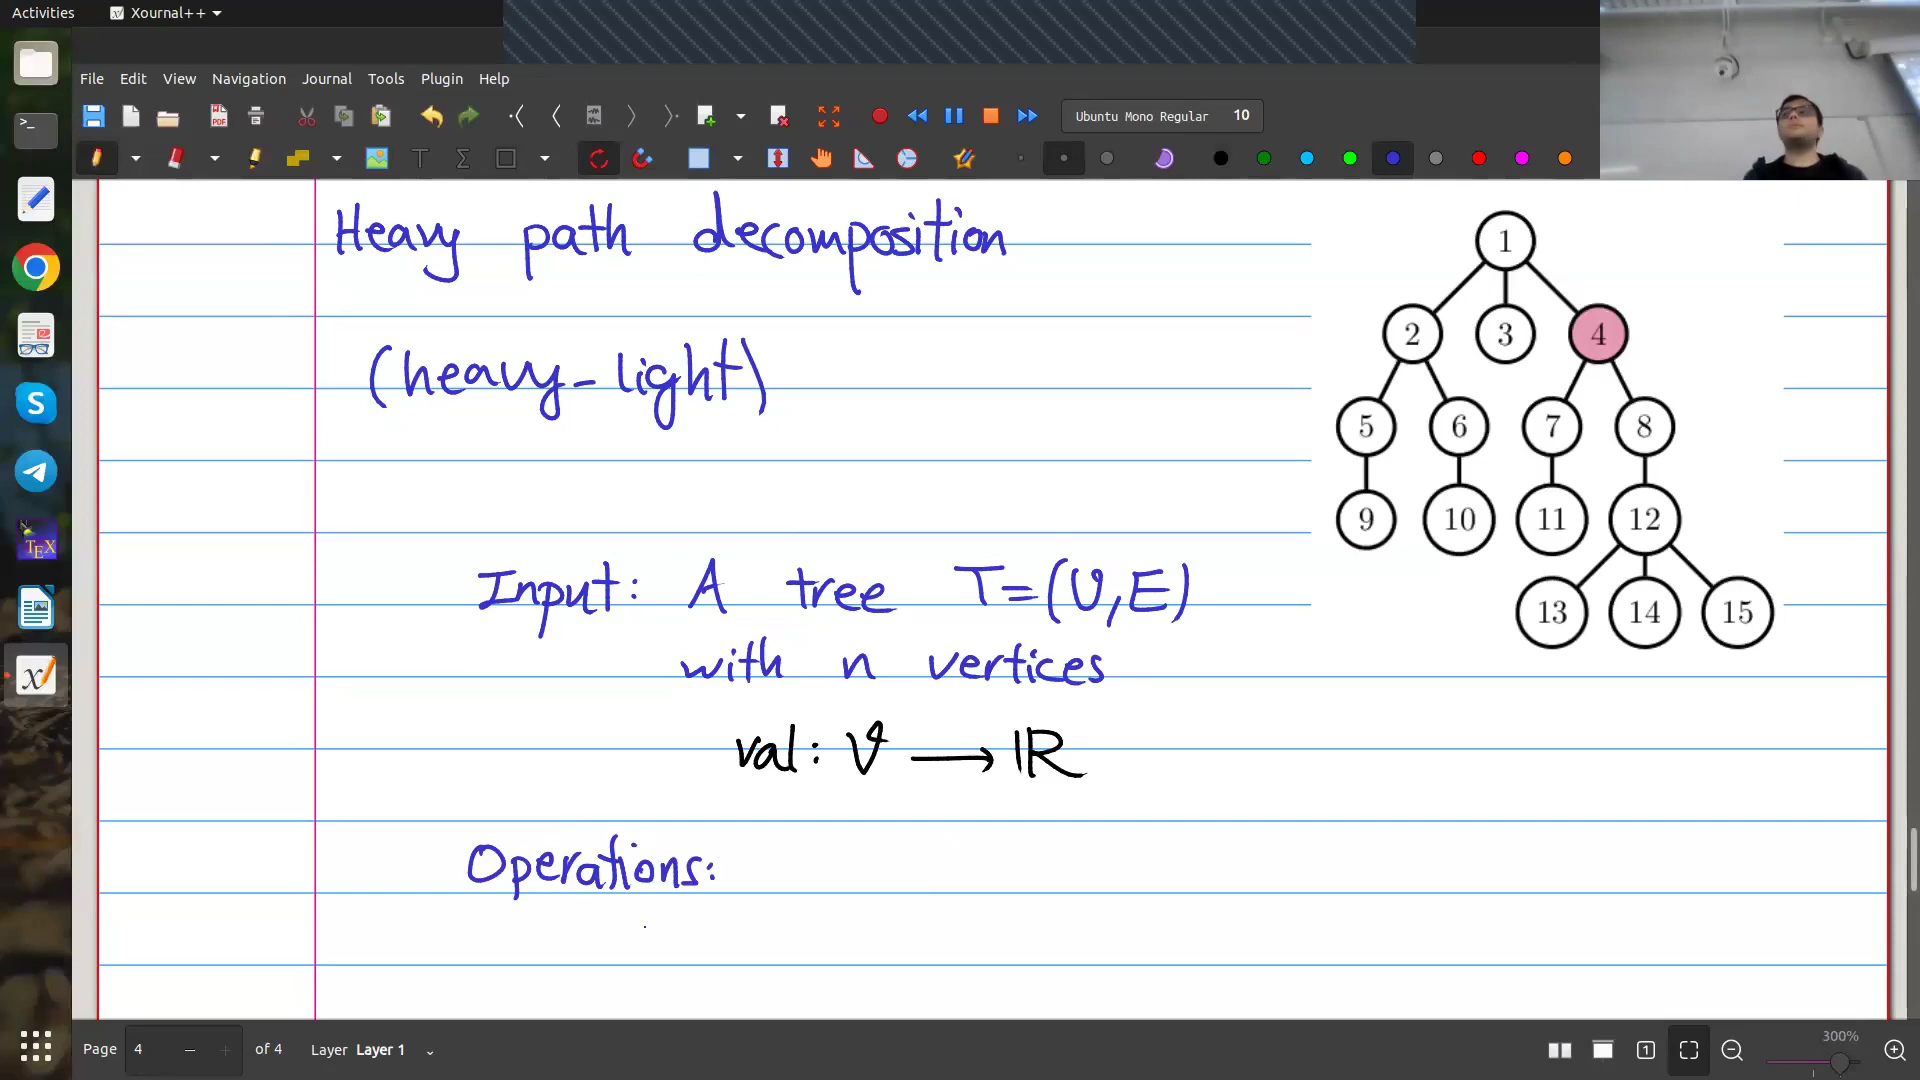 Activities Xournal++
File Edit View Navigation Journal Tools Plugin Help
Ubuntu Mono Regular 10
Heavy path decomposition
(heavy-light)
Input: A tree T=(V,E)
with n vertices
val: V → ℝ
Operations:
1
2 3 4
5 6 7 8
9 10 11 12
13 14 15
Page 4 of 4 Layer Layer 1
300%